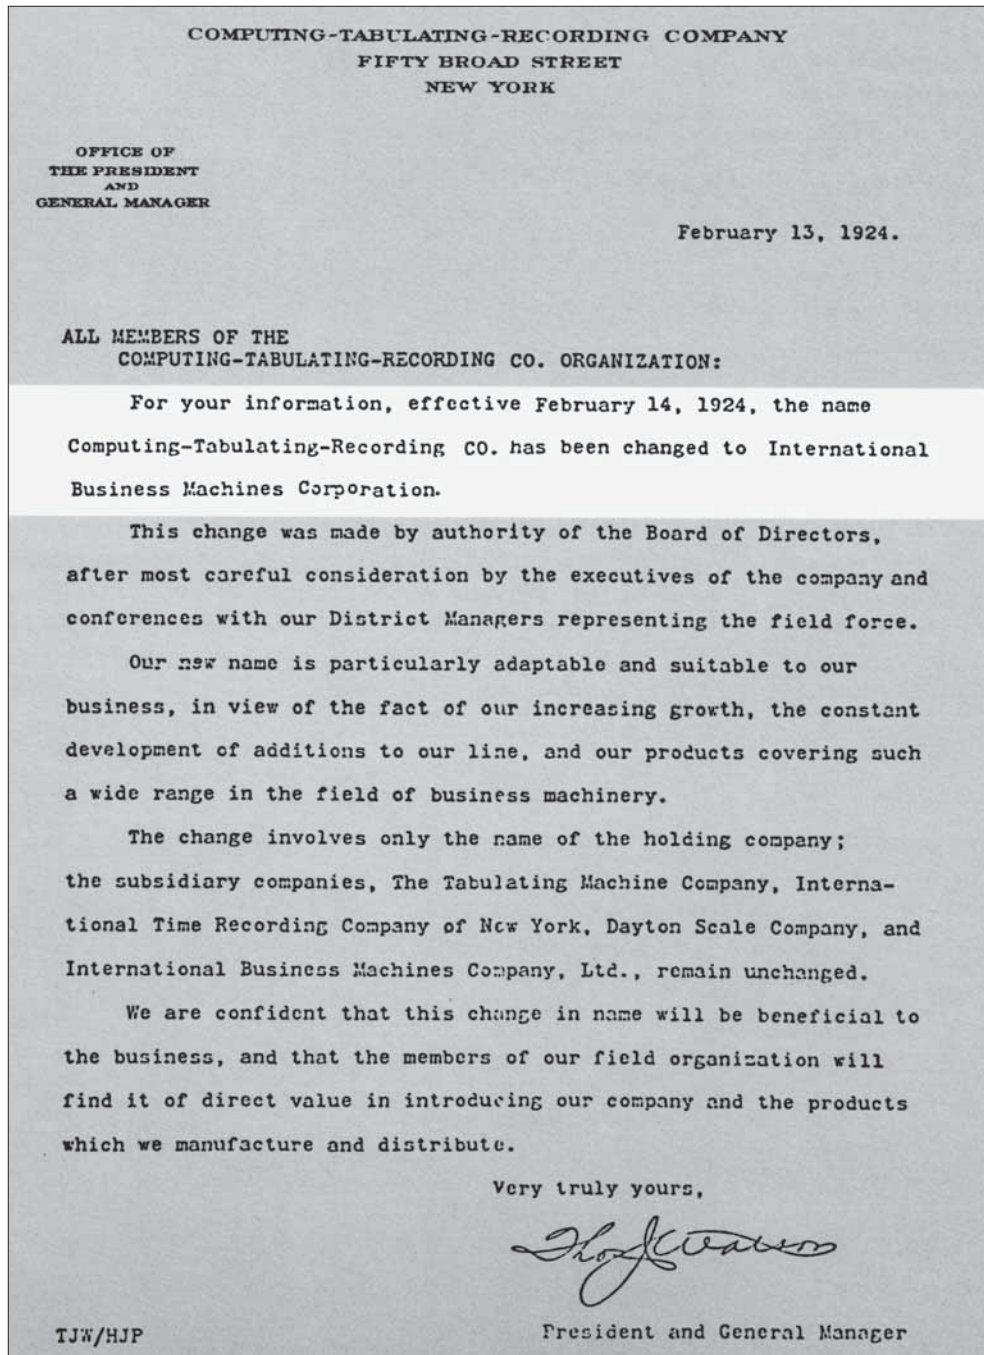 COMPUTING-TABULATING-RECORDING COMPANY
FIFTY BROAD STREET
NEW YORK
OFFICE OF
THE PRESIDENT
AND
GENERAL MANAGER
February 13, 1924.
ALL MEMBERS OF THE
COMPUTING-TABULATING-RECORDING CO. ORGANIZATION:
For your information, effective February 14, 1924, the name
Computing-Tabulating-Recording CO. has been changed to International
Business Machines Corporation.
This change was made by authority of the Board of Directors,
after most careful consideration by the executives of the company and
conferences with our District Managers representing the field force.
Our new name is particularly adaptable and suitable to our
business, in view of the fact of our increasing growth, the constant
development of additions to our line, and our products covering such
a wide range in the field of business machinery.
The change involves only the name of the holding company;
the subsidiary companies, The Tabulating Machine Company, Interna-
tional Time Recording Company of New York, Dayton Scale Company, and
International Business Machines Company, Ltd., remain unchanged.
We are confident that this change in name will be beneficial to
the business, and that the members of our field organization will
find it of direct value in introducing our company and the products
which we manufacture and distribute.
Very truly yours,
Thos J Watson
President and General Manager
TJW/HJP